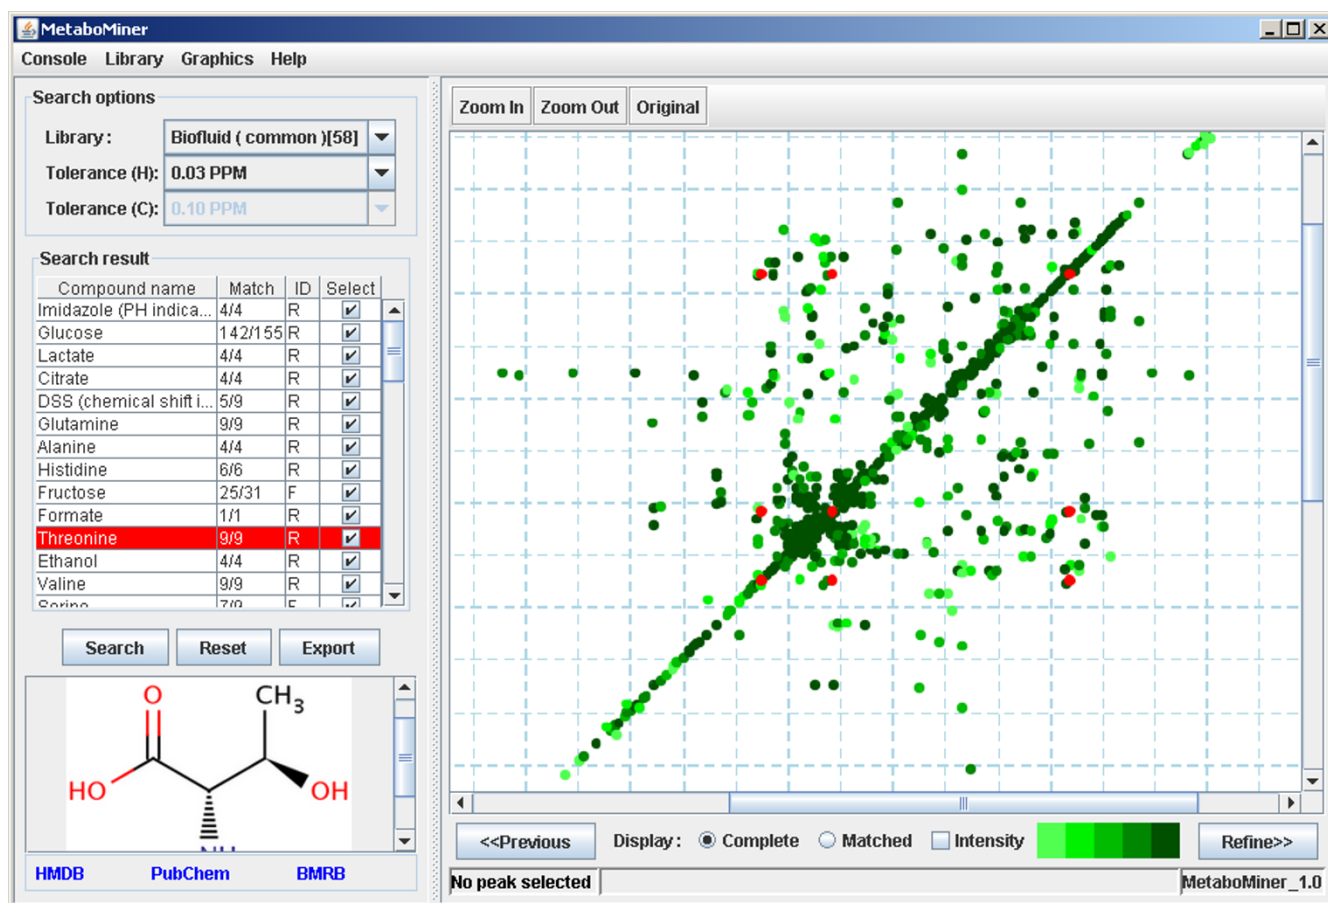 MetaboMiner
Console Library Graphics Help
Search options
Library : Biofluid ( common )[58]
Tolerance (H): 0.03 PPM
Tolerance (C): 0.10 PPM
Zoom In Zoom Out Original
Search result
Compound name Match ID Select
Imidazole (PH indica... 4/4 R
Glucose 142/155 R
Lactate 4/4 R
Citrate 4/4 R
DSS (chemical shift i... 5/9 R
Glutamine 9/9 R
Alanine 4/4 R
Histidine 6/6 R
Fructose 25/31 F
Formate 1/1 R
Threonine 9/9 R
Ethanol 4/4 R
Valine 9/9 R
Serine 7/9 F
Search Reset Export
O CH3
HO OH
NH
HMDB PubChem BMRB
<<Previous Display : Complete Matched Intensity Refine>>
No peak selected MetaboMiner_1.0